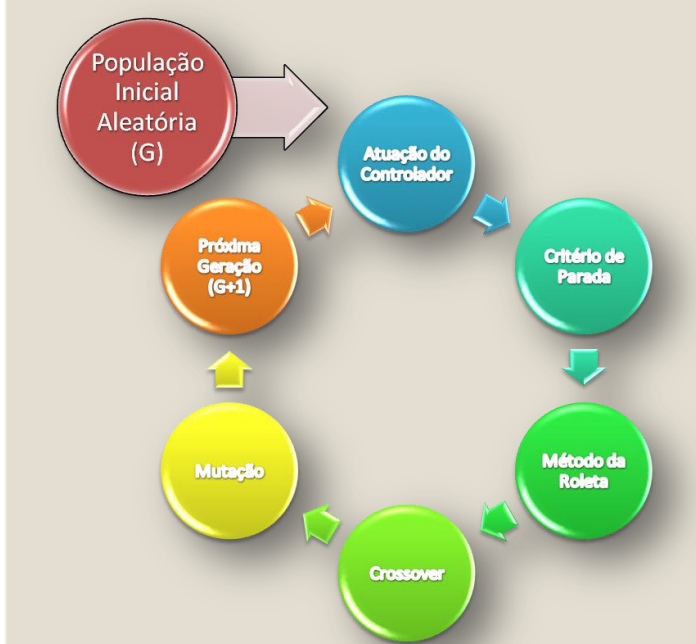 População
Inicial
Aleatória
(G)
Atuação do
Controlador
Critério de
Parada
Método da
Roleta
Crossover
Mutação
Próxima
Geração
(G+1)